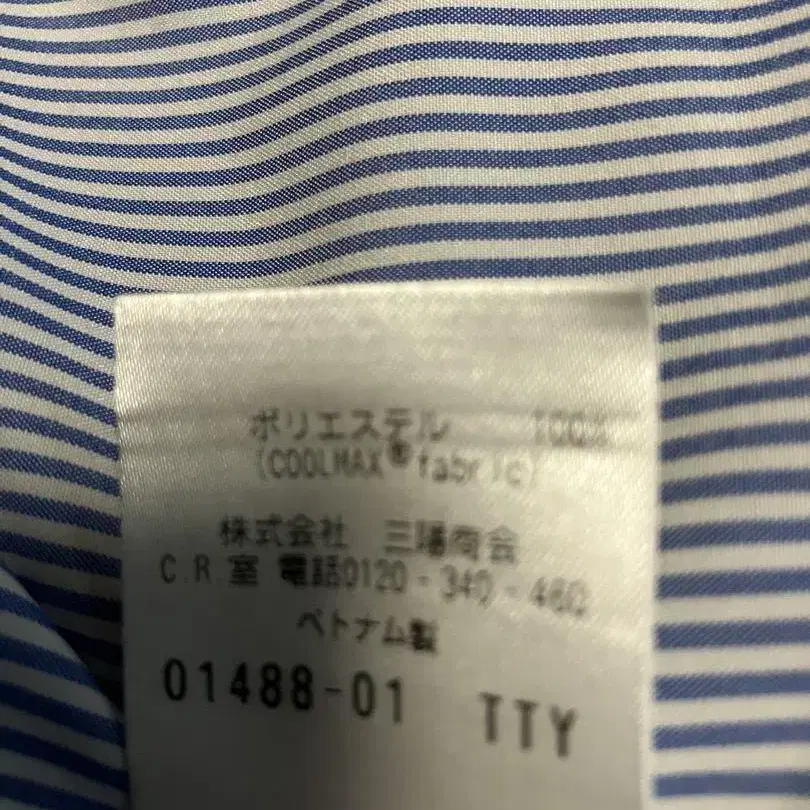 ポリエステル 100%
(COOLMAX®fabric)
株式会社 三陽商会
C.R.室 電話0120-340-460
ベトナム製
01488-01 TTY